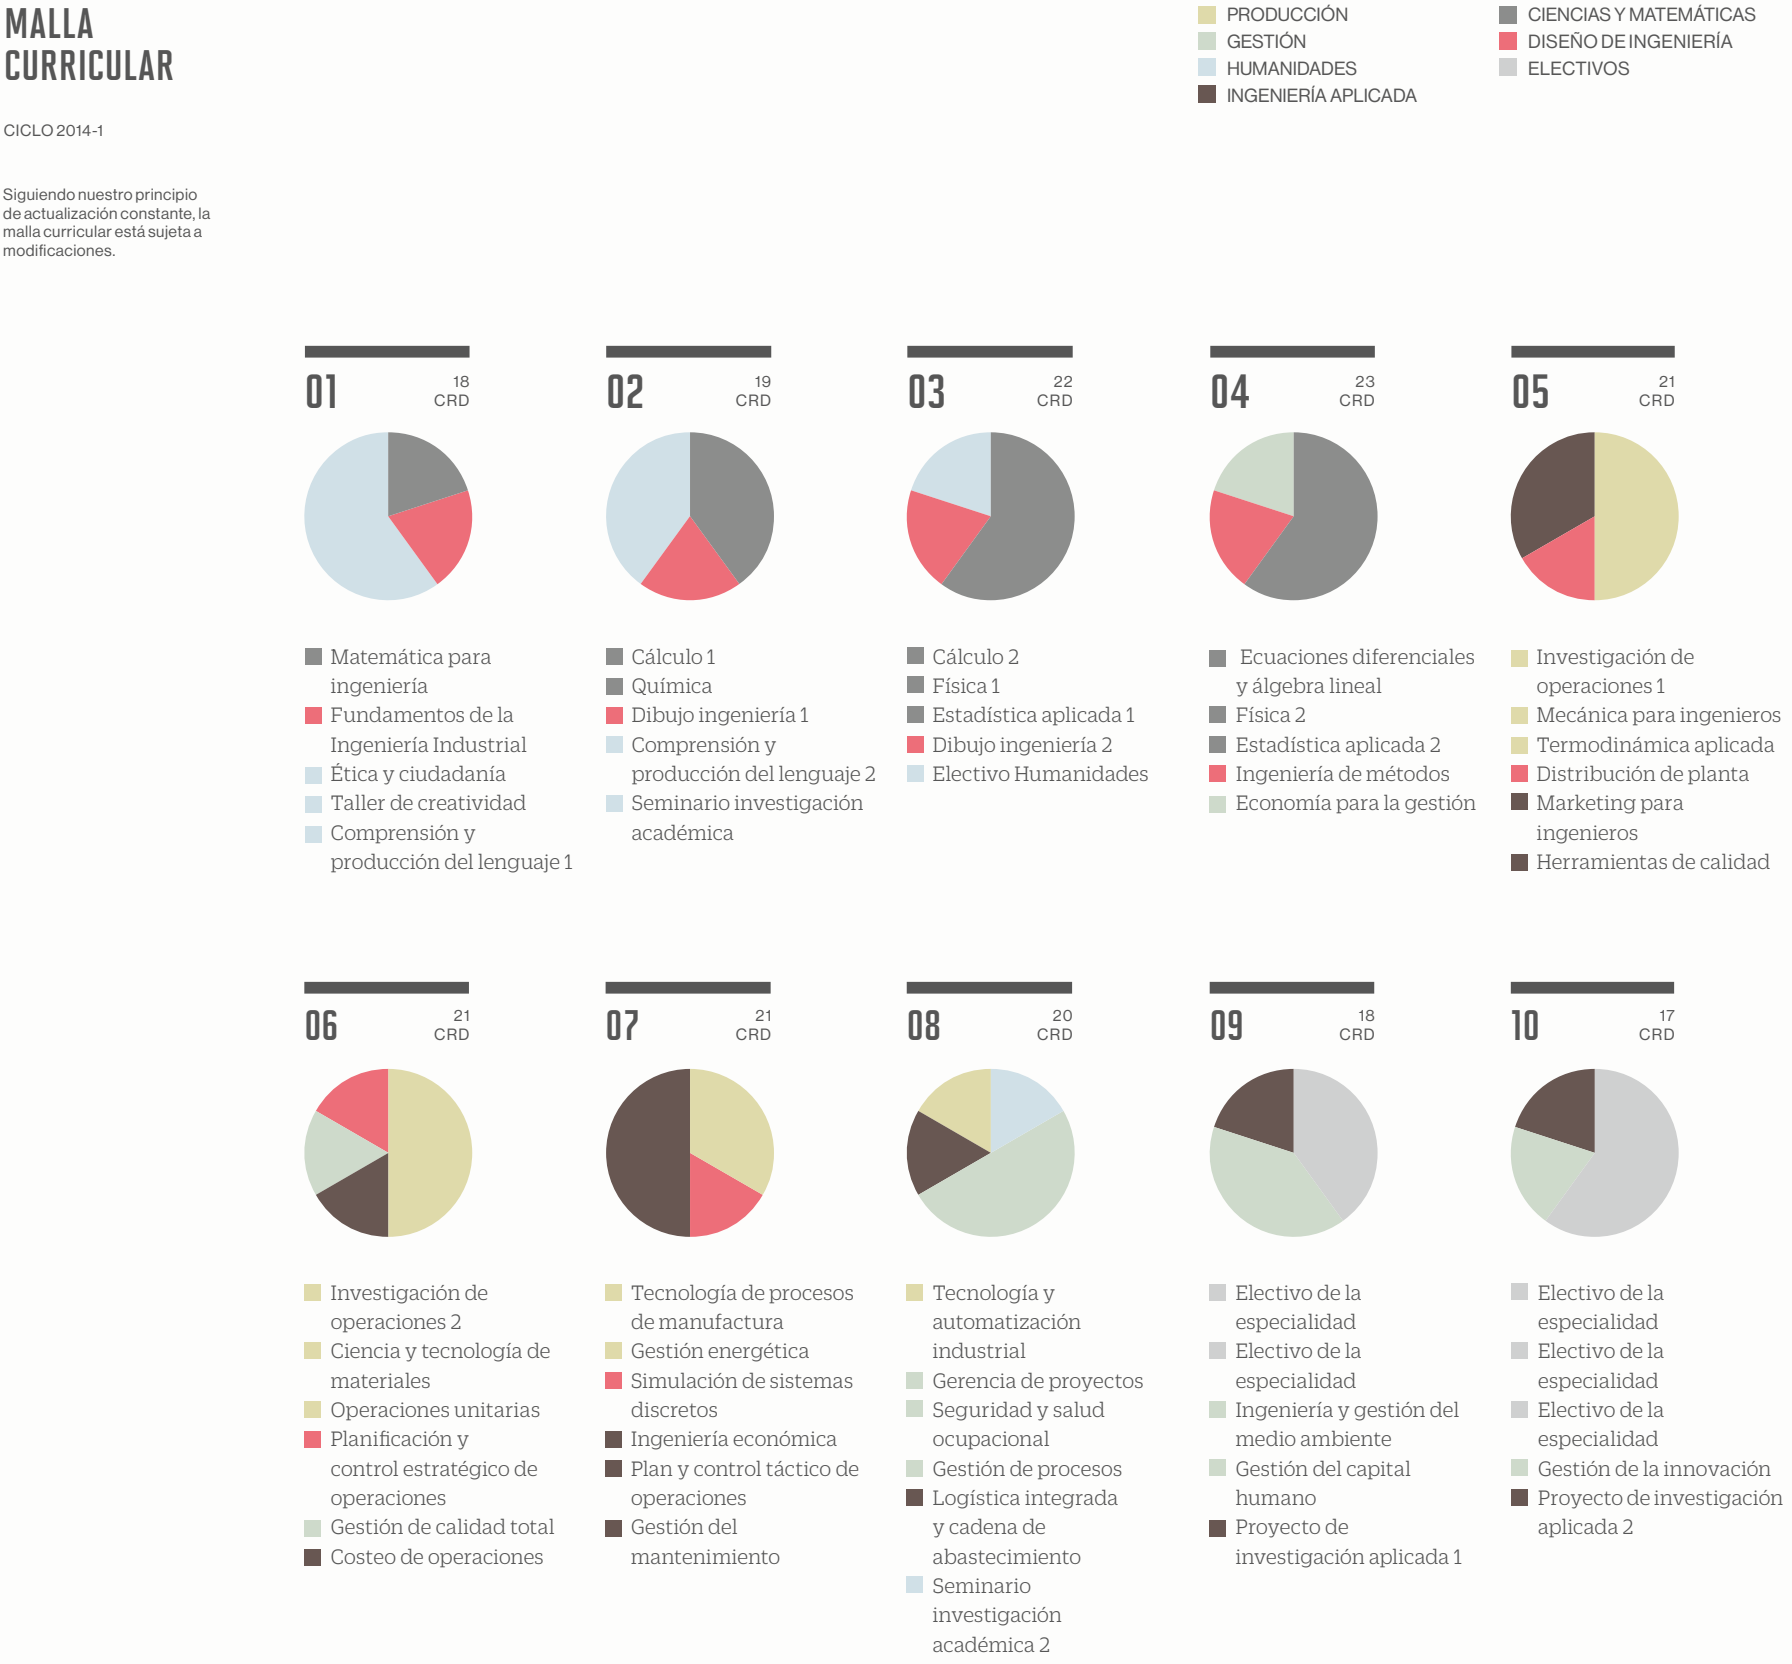 MALLA
CURRICULAR
CICLO 2014-1
Siguiendo nuestro principio
de actualización constante, la
malla curricular está sujeta a
modificaciones.
PRODUCCIÓN
GESTIÓN
HUMANIDADES
INGENIERÍA APLICADA
CIENCIAS Y MATEMÁTICAS
DISEÑO DE INGENIERÍA
ELECTIVOS
01
18
CRD
Matemática para
ingeniería
Fundamentos de la
Ingeniería Industrial
Ética y ciudadanía
Taller de creatividad
Comprensión y
producción del lenguaje 1
02
19
CRD
Cálculo 1
Química
Dibujo ingeniería 1
Comprensión y
producción del lenguaje 2
Seminario investigación
académica
03
22
CRD
Cálculo 2
Física 1
Estadística aplicada 1
Dibujo ingeniería 2
Electivo Humanidades
04
23
CRD
Ecuaciones diferenciales
y álgebra lineal
Física 2
Estadística aplicada 2
Ingeniería de métodos
Economía para la gestión
05
21
CRD
Investigación de
operaciones 1
Mecánica para ingenieros
Termodinámica aplicada
Distribución de planta
Marketing para
ingenieros
Herramientas de calidad
06
21
CRD
Investigación de
operaciones 2
Ciencia y tecnología de
materiales
Operaciones unitarias
Planificación y
control estratégico de
operaciones
Gestión de calidad total
Costeo de operaciones
07
21
CRD
Tecnología de procesos
de manufactura
Gestión energética
Simulación de sistemas
discretos
Ingeniería económica
Plan y control táctico de
operaciones
Gestión del
mantenimiento
08
20
CRD
Tecnología y
automatización
industrial
Gerencia de proyectos
Seguridad y salud
ocupacional
Gestión de procesos
Logística integrada
y cadena de
abastecimiento
Seminario
investigación
académica 2
09
18
CRD
Electivo de la
especialidad
Electivo de la
especialidad
Ingeniería y gestión del
medio ambiente
Gestión del capital
humano
Proyecto de
investigación aplicada 1
10
17
CRD
Electivo de la
especialidad
Electivo de la
especialidad
Electivo de la
especialidad
Gestión de la innovación
Proyecto de investigación
aplicada 2